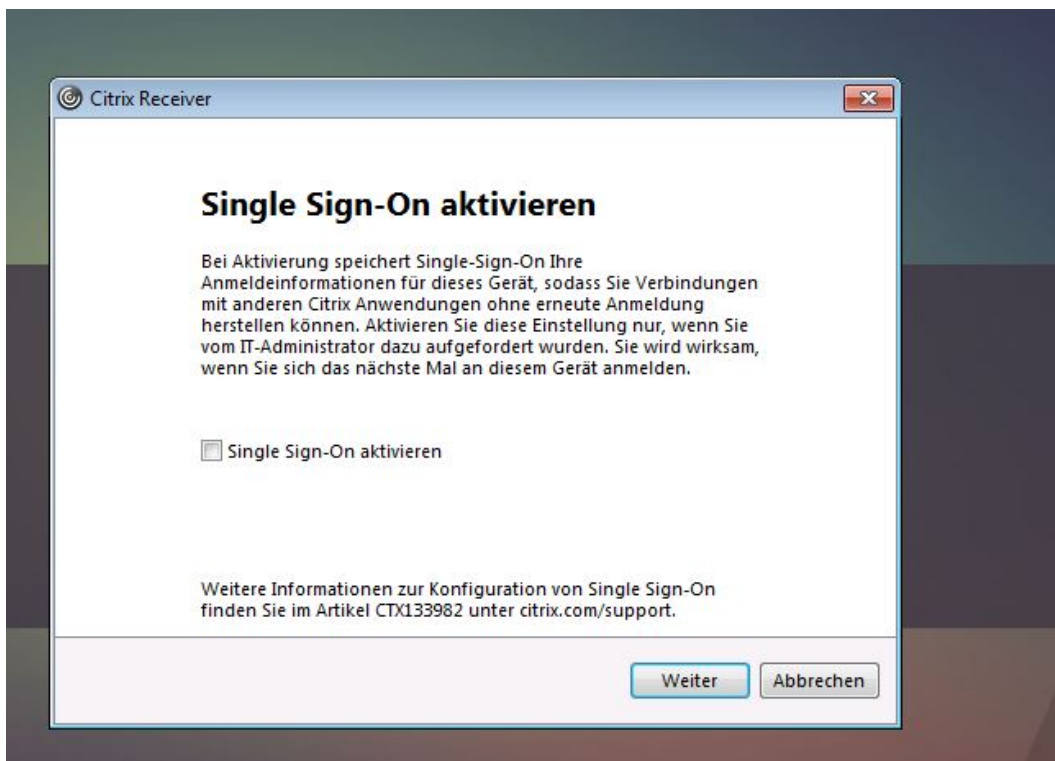 Citrix Receiver
Single Sign-On aktivieren
Bei Aktivierung speichert Single-Sign-On Ihre
Anmeldeinformationen für dieses Gerät, sodass Sie Verbindungen
mit anderen Citrix Anwendungen ohne erneute Anmeldung
herstellen können. Aktivieren Sie diese Einstellung nur, wenn Sie
vom IT-Administrator dazu aufgefordert wurden. Sie wird wirksam,
wenn Sie sich das nächste Mal an diesem Gerät anmelden.
Single Sign-On aktivieren
Weitere Informationen zur Konfiguration von Single Sign-On
finden Sie im Artikel CTX133982 unter citrix.com/support.
Weiter
Abbrechen